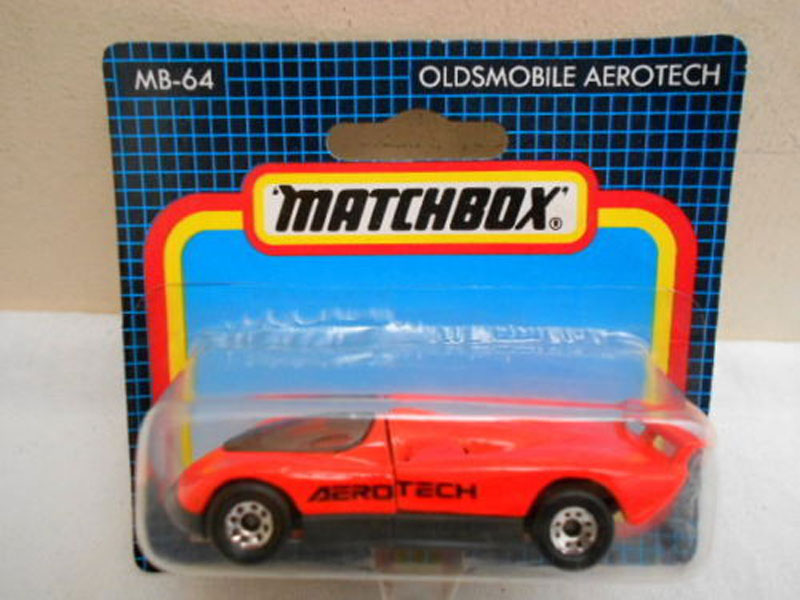 MB-64
OLDSMOBILE AEROTECH
"MATCHBOX"®
AEROTECH